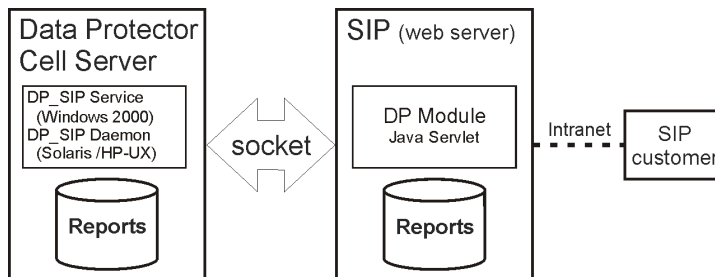 Data Protector
Cell Server
DP_SIP Service
(Windows 2000)
DP_SIP Daemon
(Solaris /HP-UX)
Reports
socket
SIP (web server)
DP Module
Java Servlet
Reports
Intranet
SIP
customer